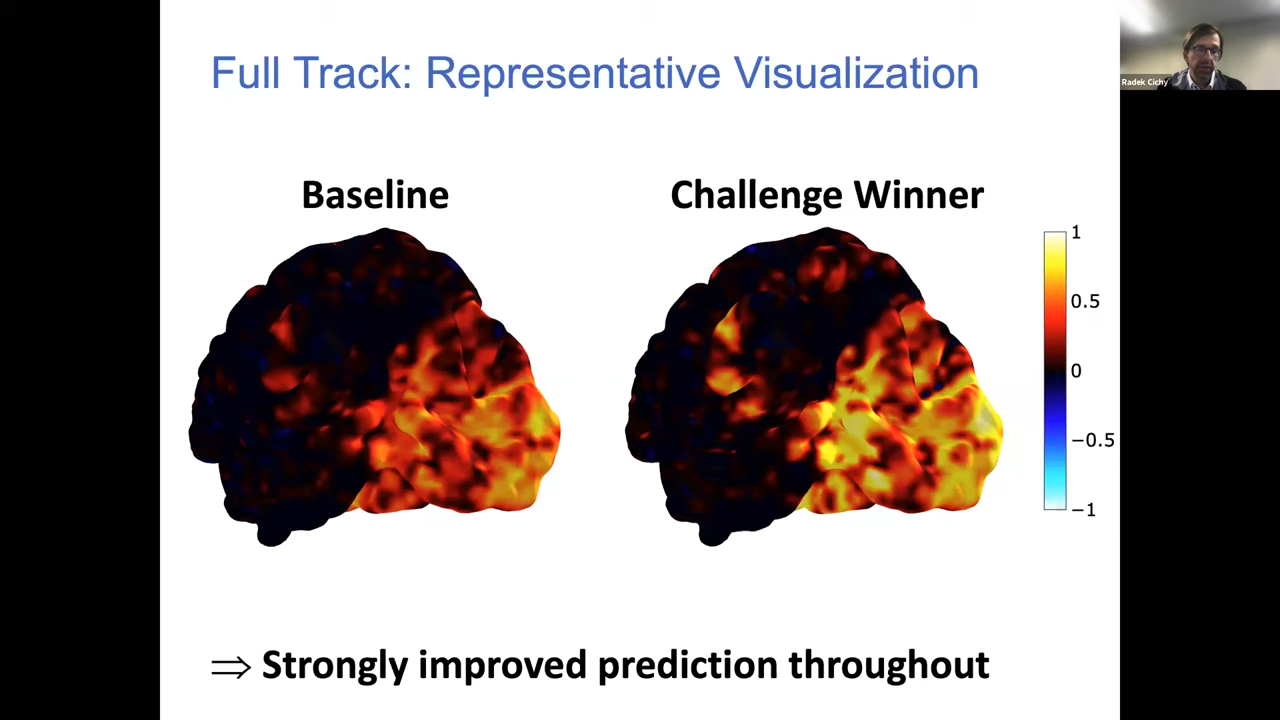 Full Track: Representative Visualization
Radek Cichy
Baseline
Challenge Winner
1
0.5
0
−0.5
−1
⇒ Strongly improved prediction throughout